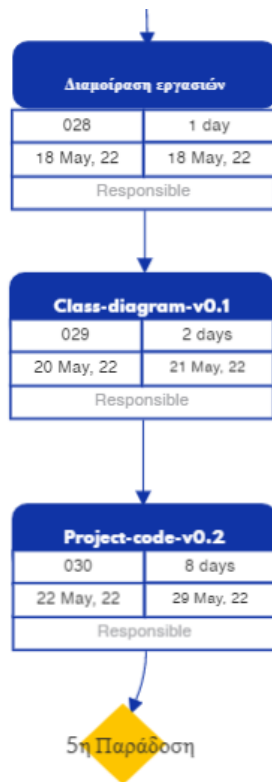 Διαμοίραση εργασιών
028 1 day
18 May, 22 18 May, 22
Responsible
Class-diagram-v0.1
029 2 days
20 May, 22 21 May, 22
Responsible
Project-code-v0.2
030 8 days
22 May, 22 29 May, 22
Responsible
5η Παράδοση